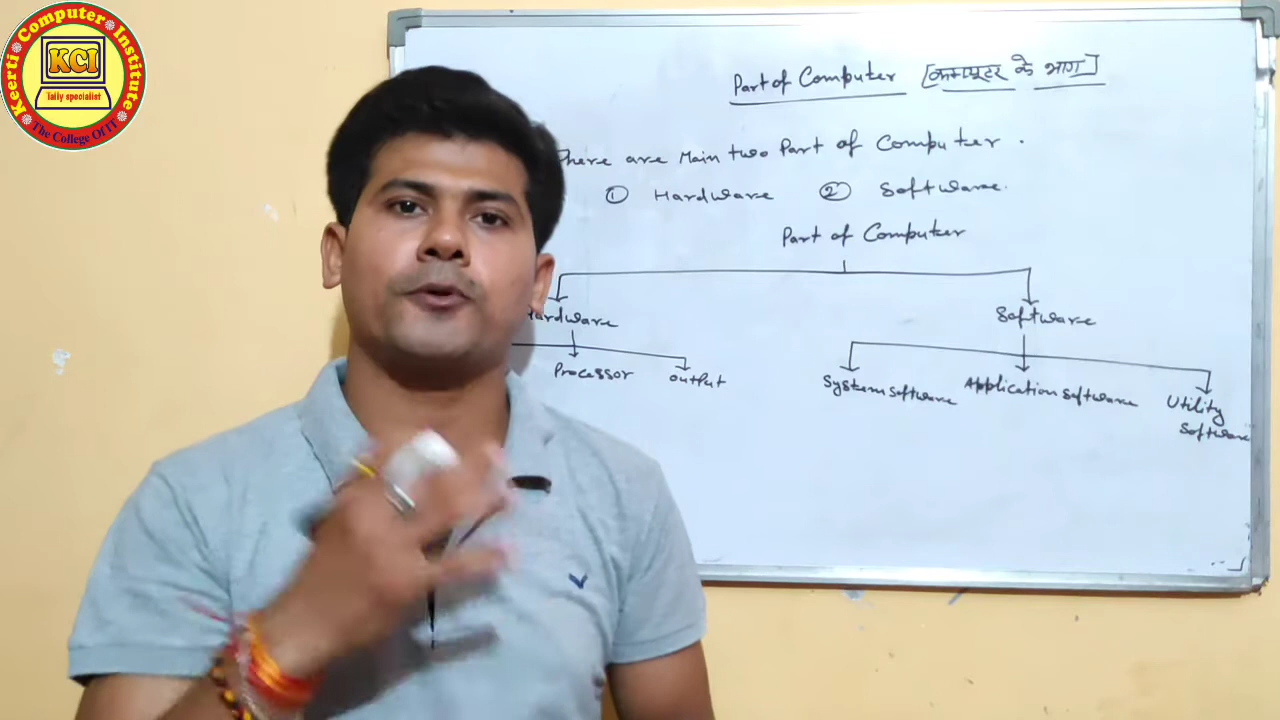 Keerti Computer Institute
KCI
Tally specialist
The College Of IT
Part of Computer [कम्प्यूटर के भाग]
There are Main two Part of Computer.
① Hardware ② Software.
Part of Computer
Hardware Software
Processor output System software Application software Utility software